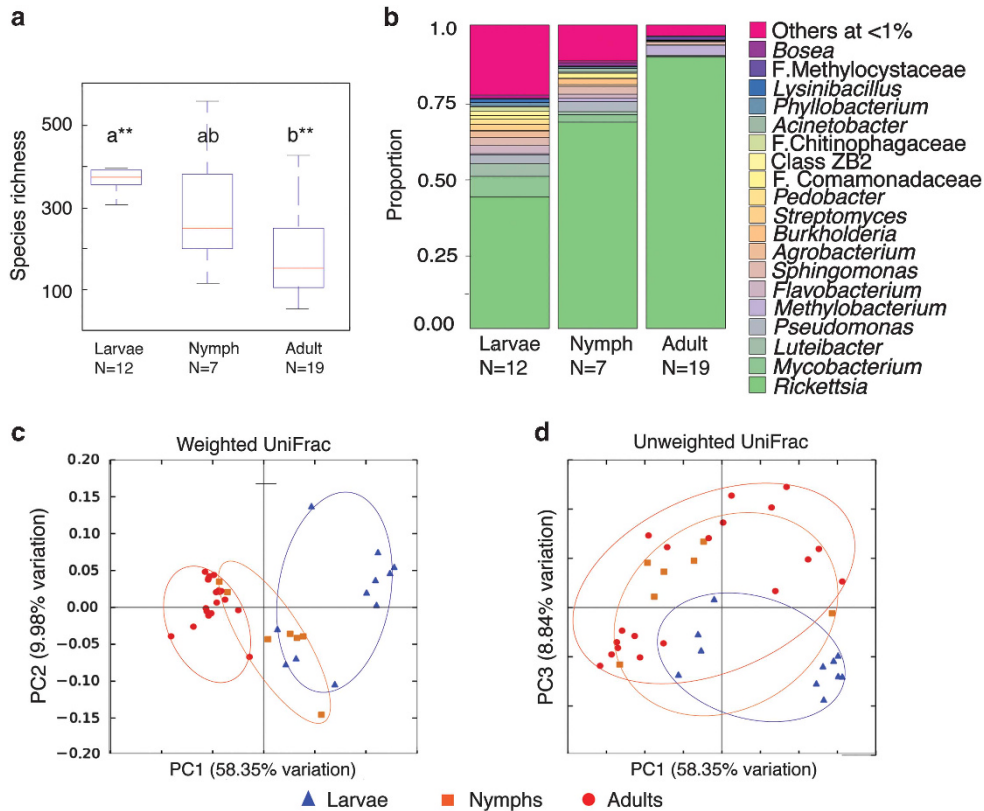 a
Species richness
500
300
100
a**
ab
b**
Larvae
N=12
Nymph
N=7
Adult
N=19
b
Proportion
1.0
0.75
0.50
0.25
0.00
Larvae
N=12
Nymph
N=7
Adult
N=19
Others at <1%
Bosea
F.Methylocystaceae
Lysinibacillus
Phyllobacterium
Acinetobacter
F.Chitinophagaceae
Class ZB2
F. Comamonadaceae
Pedobacter
Streptomyces
Burkholderia
Agrobacterium
Sphingomonas
Flavobacterium
Methylobacterium
Pseudomonas
Luteibacter
Mycobacterium
Rickettsia
c
Weighted UniFrac
PC2 (9.98% variation)
0.20
0.15
0.10
0.05
0.00
−0.05
−0.10
−0.15
−0.20
PC1 (58.35% variation)
d
Unweighted UniFrac
PC3 (8.84% variation)
PC1 (58.35% variation)
Larvae
Nymphs
Adults